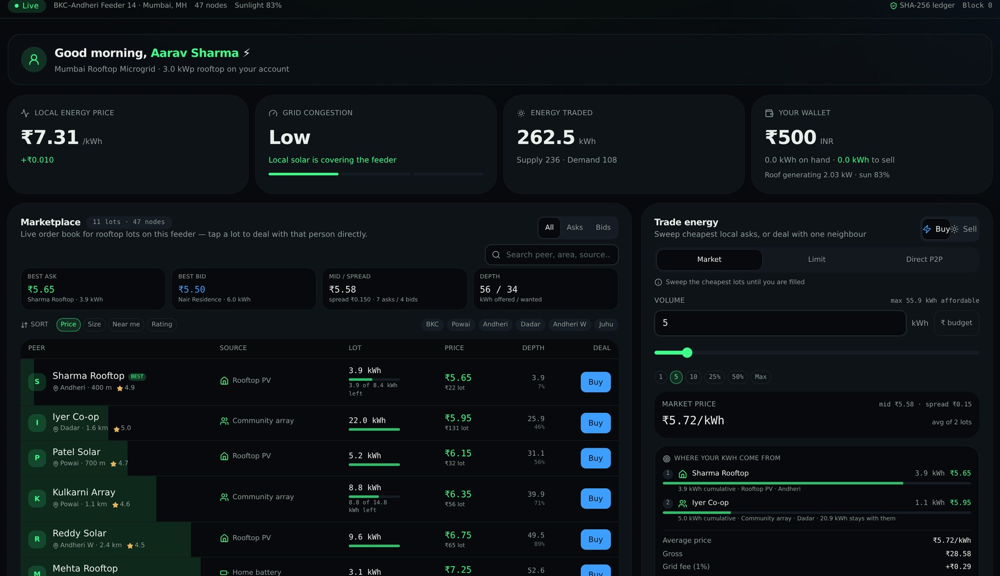 Live BKC–Andheri Feeder 14 · Mumbai, MH 47 nodes Sunlight 83% SHA-256 ledger Block 0
Good morning, Aarav Sharma ⚡
Mumbai Rooftop Microgrid · 3.0 kWp rooftop on your account
LOCAL ENERGY PRICE
₹7.31 /kWh
+₹0.010
GRID CONGESTION
Low
Local solar is covering the feeder
ENERGY TRADED
262.5 kWh
Supply 236 · Demand 108
YOUR WALLET
₹500 INR
0.0 kWh on hand · 0.0 kWh to sell
Roof generating 2.03 kW · sun 83%
Marketplace 11 lots · 47 nodes
Live order book for rooftop lots on this feeder — tap a lot to deal with that person directly.
All Asks Bids
Search peer, area, source..
BEST ASK
₹5.65
Sharma Rooftop · 3.9 kWh
BEST BID
₹5.50
Nair Residence · 6.0 kWh
MID / SPREAD
₹5.58
spread ₹0.150 · 7 asks / 4 bids
DEPTH
56 / 34
kWh offered / wanted
SORT Price Size Near me Rating BKC Powai Andheri Dadar Andheri W Juhu
PEER SOURCE LOT PRICE DEPTH DEAL
S Sharma Rooftop BEST
Andheri · 400 m ★4.9
Rooftop PV
3.9 kWh
3.9 of 8.4 kWh
left
₹5.65
₹22 lot
3.9
7%
Buy
I Iyer Co-op
Dadar · 1.6 km ★5.0
Community array
22.0 kWh
₹5.95
₹131 lot
25.9
46%
Buy
P Patel Solar
Powai · 700 m ★4.7
Rooftop PV
5.2 kWh
₹6.15
₹32 lot
31.1
56%
Buy
K Kulkarni Array
Powai · 1.1 km ★4.6
Community array
8.8 kWh
8.8 of 14.8
kWh left
₹6.35
₹56 lot
39.9
71%
Buy
R Reddy Solar
Andheri W · 2.4 km ★4.5
Rooftop PV
9.6 kWh
₹6.75
₹65 lot
49.5
89%
Buy
M Mehta Rooftop
Home battery
3.1 kWh
₹7.25
52.6
Buy
Trade energy
Sweep cheapest local asks, or deal with one neighbour
Buy Sell
Market Limit Direct P2P
Sweep the cheapest lots until you are filled
VOLUME max 55.9 kWh affordable
5 kWh ₹ budget
1 5 10 25% 50% Max
MARKET PRICE mid ₹5.58 · spread ₹0.15
₹5.72/kWh avg of 2 lots
WHERE YOUR KWH COME FROM
1 Sharma Rooftop 3.9 kWh ₹5.65
3.9 kWh cumulative · Rooftop PV · Andheri
2 Iyer Co-op 1.1 kWh ₹5.95
5.0 kWh cumulative · Community array · Dadar · 20.9 kWh stays with them
Average price ₹5.72/kWh
Gross ₹28.58
Grid fee (1%) +₹0.29